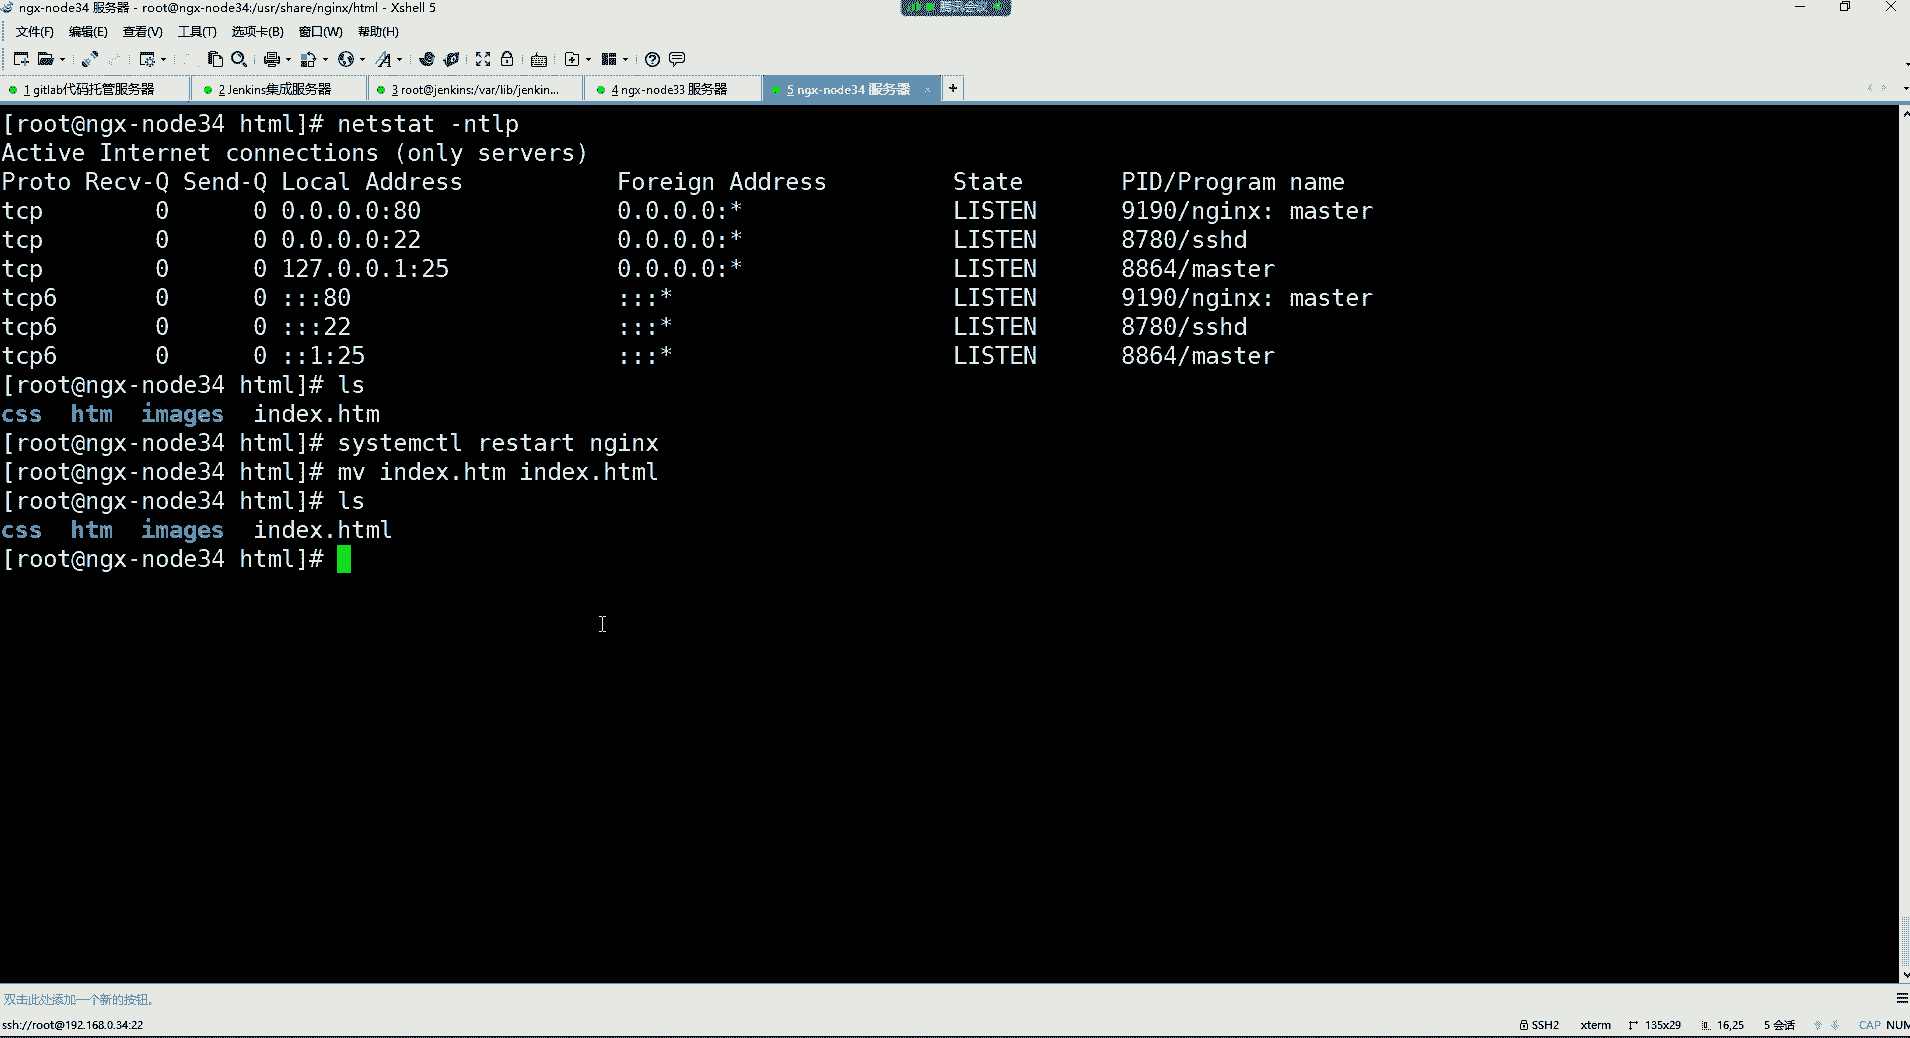 ngx-node34 服务器 - root@ngx-node34:/usr/share/nginx/html - Xshell 5
腾讯会议
文件(F) 编辑(E) 查看(V) 工具(T) 选项卡(B) 窗口(W) 帮助(H)
1 gitlab代码托管服务器 2 Jenkins集成服务器 3 root@jenkins:/var/lib/jenkin... 4 ngx-node33 服务器 5 ngx-node34 服务器
[root@ngx-node34 html]# netstat -ntlp
Active Internet connections (only servers)
Proto Recv-Q Send-Q Local Address           Foreign Address         State       PID/Program name
tcp        0      0 0.0.0.0:80              0.0.0.0:*               LISTEN      9190/nginx: master
tcp        0      0 0.0.0.0:22              0.0.0.0:*               LISTEN      8780/sshd
tcp        0      0 127.0.0.1:25            0.0.0.0:*               LISTEN      8864/master
tcp6       0      0 :::80                   :::*                    LISTEN      9190/nginx: master
tcp6       0      0 :::22                   :::*                    LISTEN      8780/sshd
tcp6       0      0 ::1:25                  :::*                    LISTEN      8864/master
[root@ngx-node34 html]# ls
css  htm  images  index.htm
[root@ngx-node34 html]# systemctl restart nginx
[root@ngx-node34 html]# mv index.htm index.html
[root@ngx-node34 html]# ls
css  htm  images  index.html
[root@ngx-node34 html]#
双击此处添加一个新的按钮。
ssh://root@192.168.0.34:22 SSH2 xterm 135x29 16,25 5 会话 CAP NUM